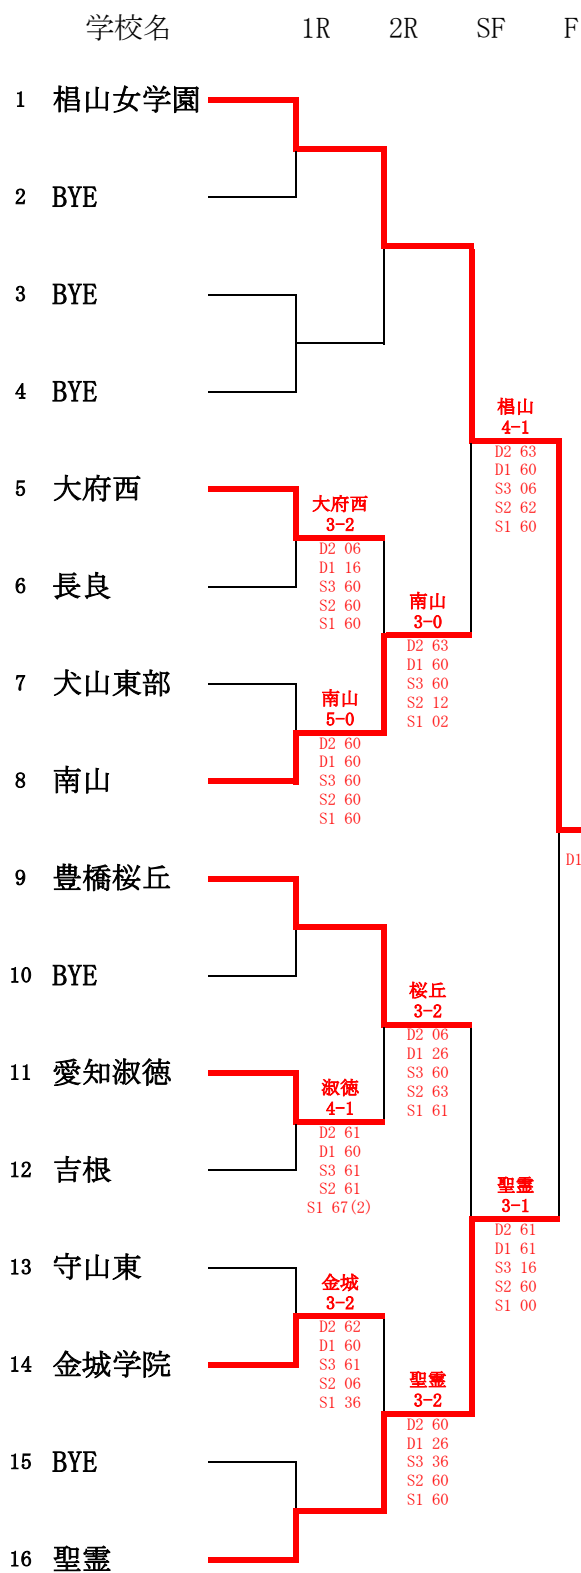 学校名 1R 2R SF F
1 椙山女学園
2 BYE
3 BYE
4 BYE
椙山
4-1
D2 63
D1 60
S3 06
S2 62
S1 60
5 大府西
大府西
3-2
D2 06
D1 16
S3 60
S2 60
S1 60
6 長良
南山
3-0
D2 63
D1 60
S3 60
S2 12
S1 02
7 犬山東部
南山
5-0
D2 60
D1 60
S3 60
S2 60
S1 60
8 南山
D1
9 豊橋桜丘
10 BYE
桜丘
3-2
D2 06
D1 26
S3 60
S2 63
S1 61
11 愛知淑徳
淑徳
4-1
D2 61
D1 60
S3 61
S2 61
S1 67(2)
12 吉根
聖霊
3-1
D2 61
D1 61
S3 16
S2 60
S1 00
13 守山東
金城
3-2
D2 62
D1 60
S3 61
S2 06
S1 36
14 金城学院
聖霊
3-2
D2 60
D1 26
S3 36
S2 60
S1 60
15 BYE
16 聖霊